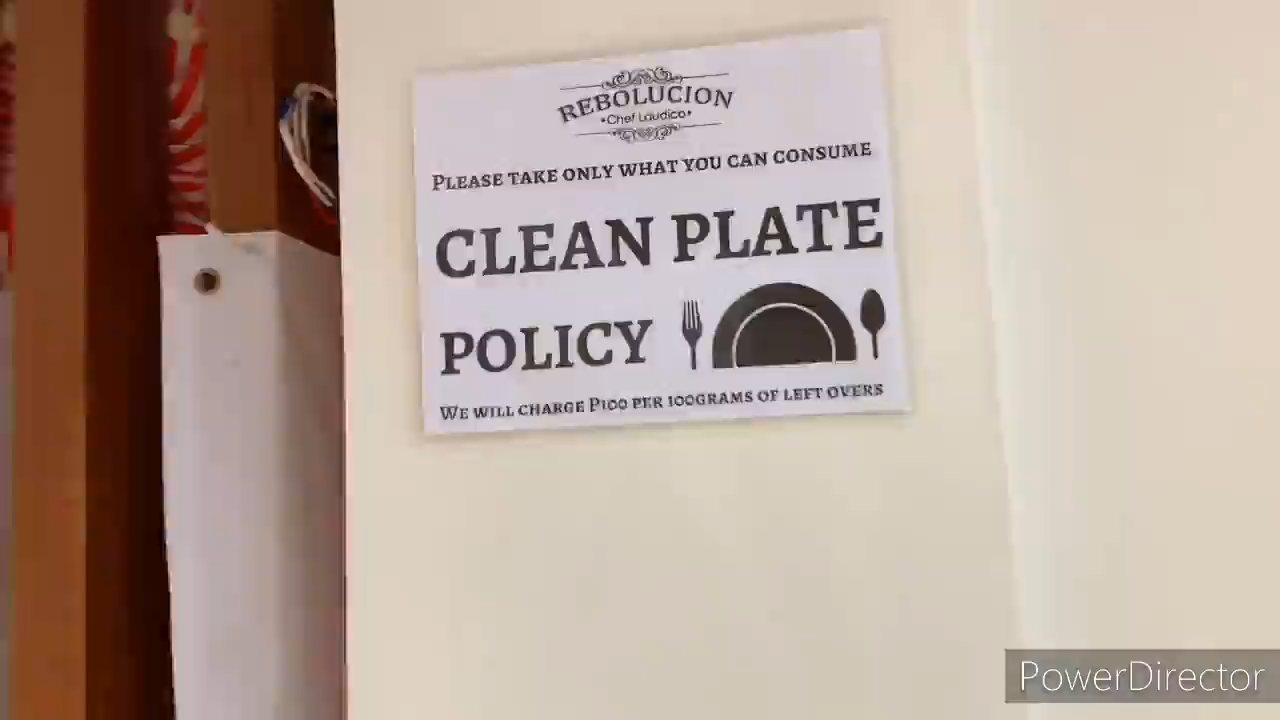 REBOLUCION
•Chef Laudico•
PLEASE TAKE ONLY WHAT YOU CAN CONSUME
CLEAN PLATE
POLICY
WE WILL CHARGE P100 PER 100GRAMS OF LEFT OVERS
PowerDirector